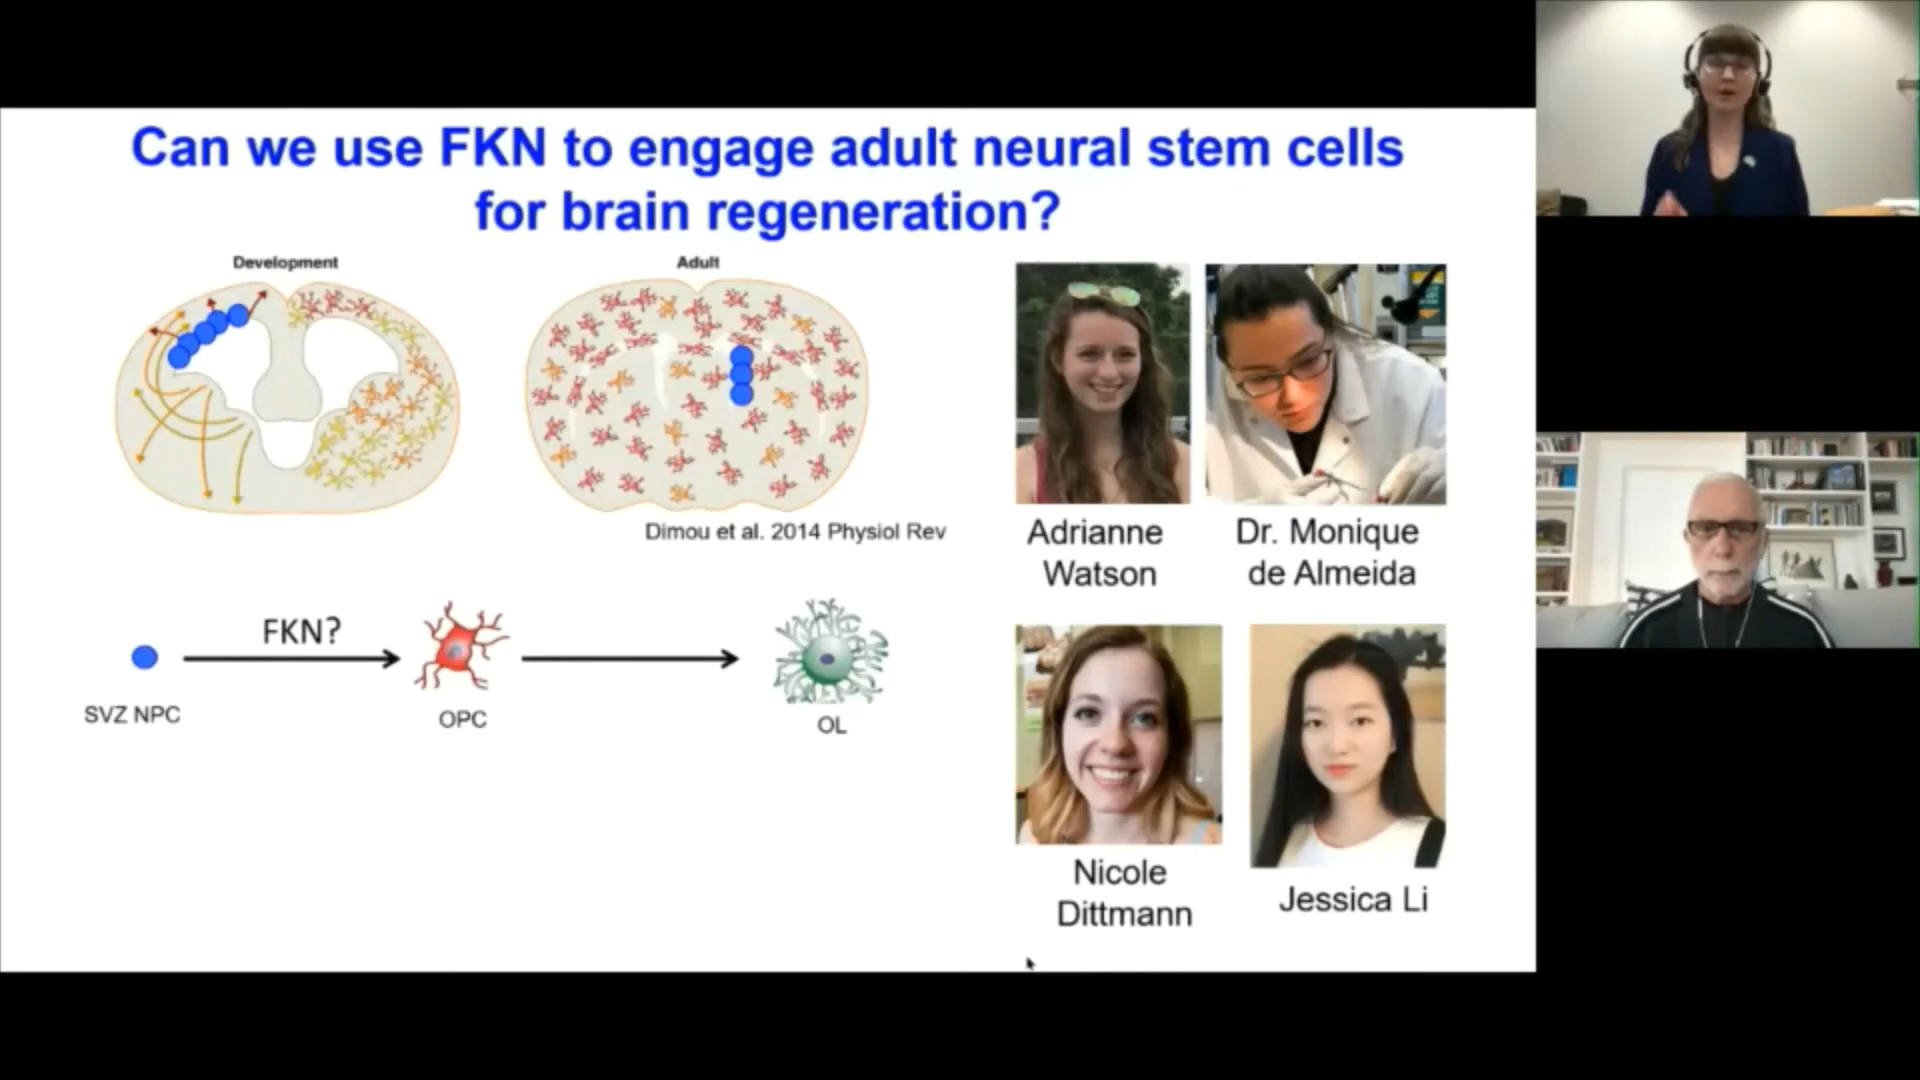 Can we use FKN to engage adult neural stem cells
for brain regeneration?
Development
Adult
Dimou et al. 2014 Physiol Rev
FKN?
SVZ NPC
OPC
OL
Adrianne
Watson
Dr. Monique
de Almeida
Nicole
Dittmann
Jessica Li